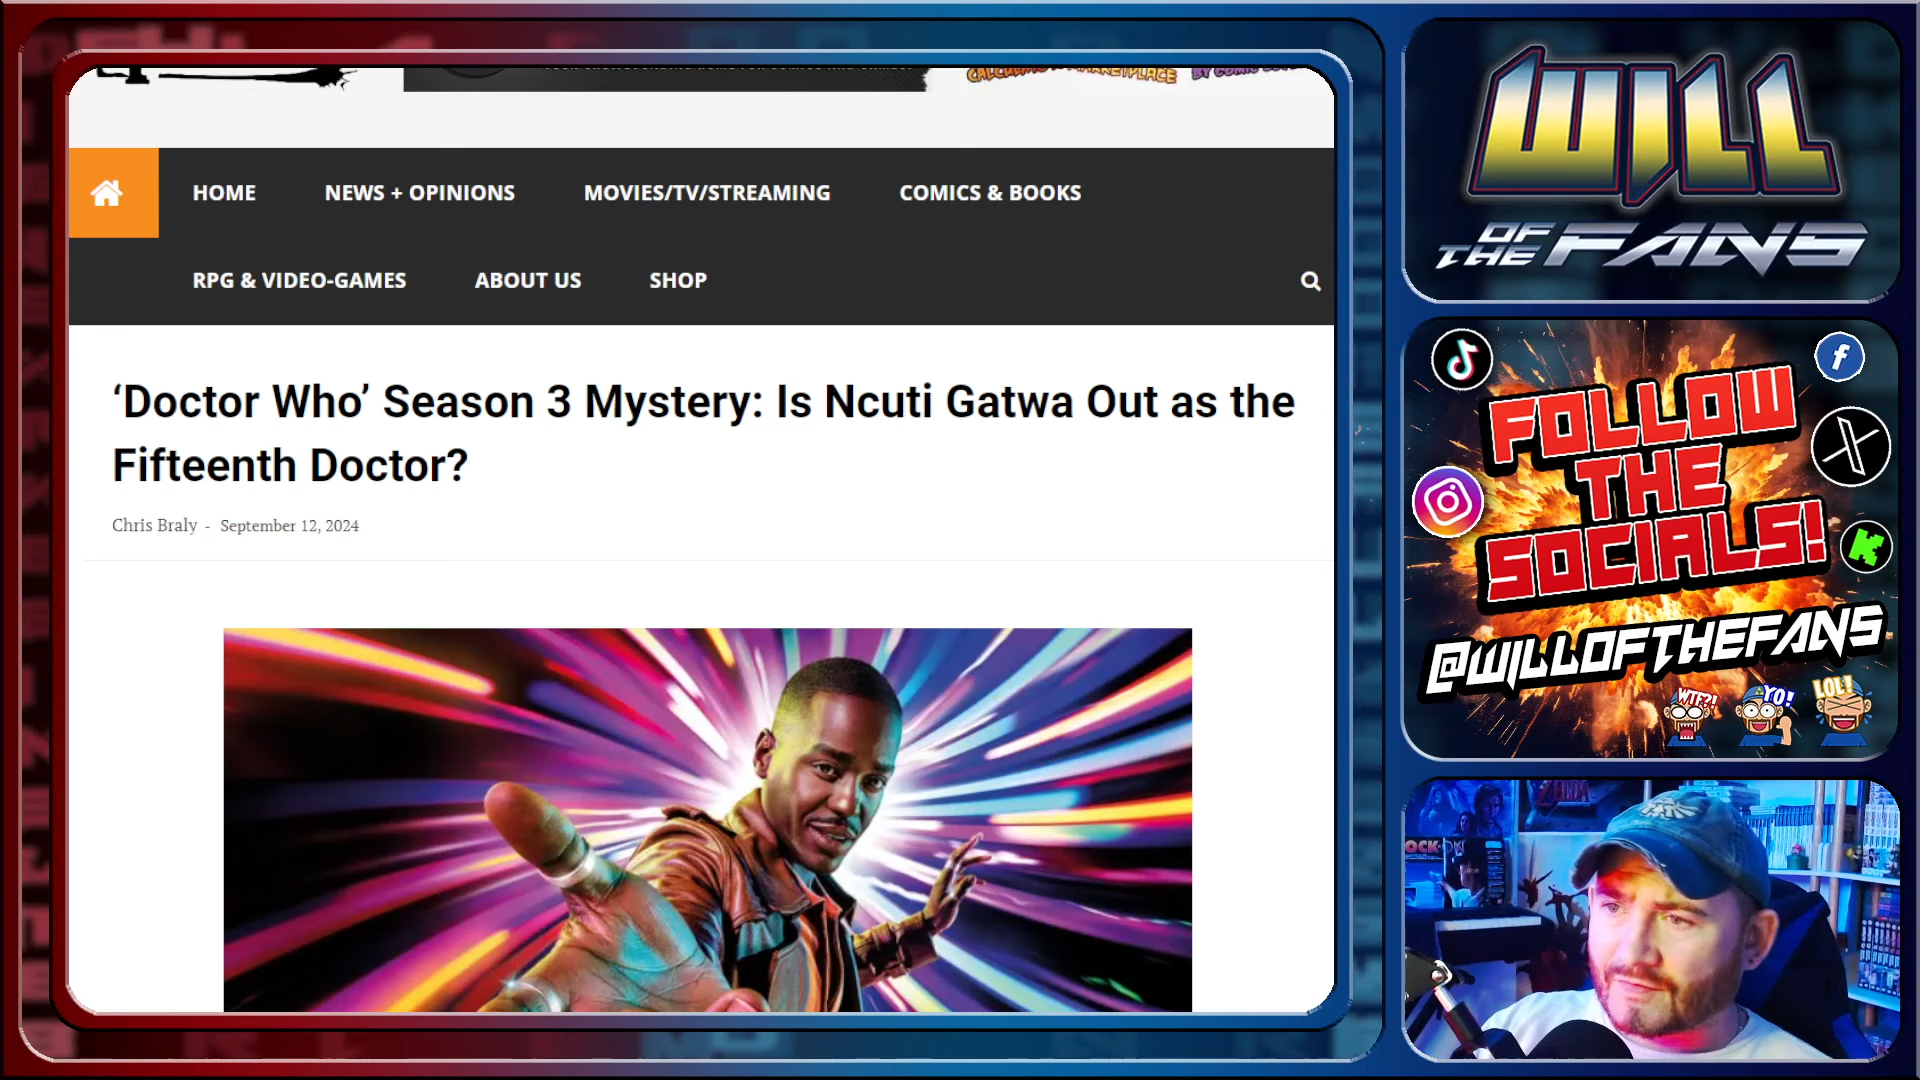 HOME
NEWS + OPINIONS
MOVIES/TV/STREAMING
COMICS & BOOKS
RPG & VIDEO-GAMES
ABOUT US
SHOP
‘Doctor Who’ Season 3 Mystery: Is Ncuti Gatwa Out as the
Fifteenth Doctor?
Chris Braly - September 12, 2024
WILL
OF THE FANS
FOLLOW
THE
SOCIALS!
@WILLOFTHEFANS
WTF?!
YO!
LOL!